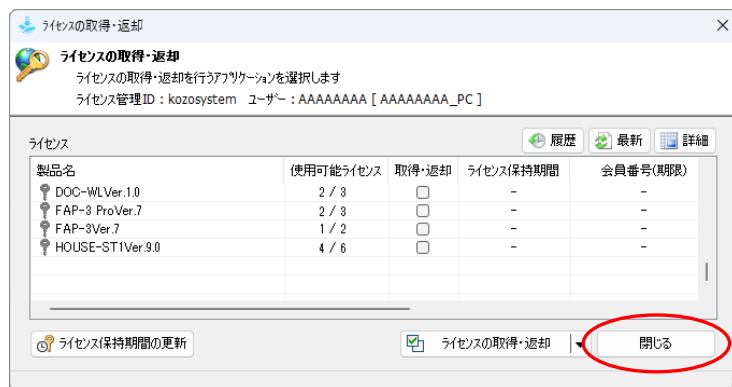 ライセンスの取得・返却
ライセンスの取得・返却
ライセンスの取得・返却を行うアプリケーションを選択します
ライセンス管理ID：kozosystem ユーザー：AAAAAAAA [ AAAAAAAA_PC ]
ライセンス 履歴 最新 詳細
製品名 使用可能ライセンス 取得・返却 ライセンス保持期間 会員番号(期限)
DOC-WLVer.1.0 2 / 3 - -
FAP-3 ProVer.7 2 / 3 - -
FAP-3Ver.7 1 / 2 - -
HOUSE-ST1Ver.9.0 4 / 6 - -
ライセンス保持期間の更新 ライセンスの取得・返却 閉じる